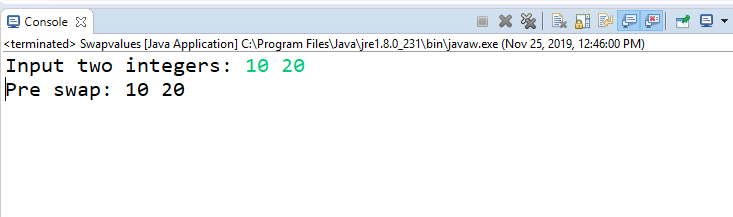 Console
<terminated> Swapvalues [Java Application] C:\Program Files\Java\jre1.8.0_231\bin\javaw.exe (Nov 25, 2019, 12:46:00 PM)
Input two integers: 10 20
Pre swap: 10 20